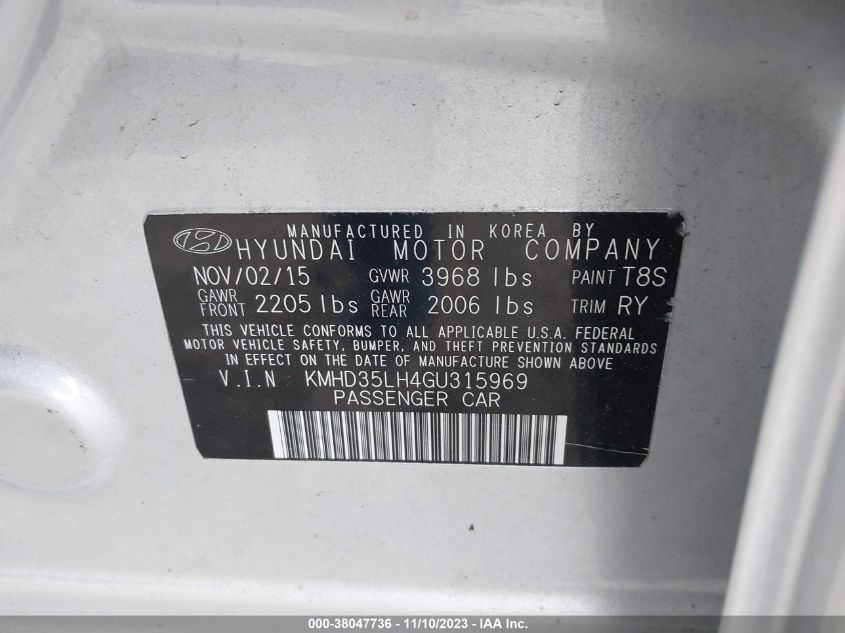 MANUFACTURED IN KOREA BY
HYUNDAI MOTOR COMPANY
NOV/02/15 GVWR 3968 lbs PAINT T8S
GAWR FRONT 2205 lbs GAWR REAR 2006 lbs TRIM RY
THIS VEHICLE CONFORMS TO ALL APPLICABLE U.S.A. FEDERAL
MOTOR VEHICLE SAFETY, BUMPER, AND THEFT PREVENTION STANDARDS
IN EFFECT ON THE DATE OF MANUFACTURE SHOWN ABOVE
V.I.N KMHD35LH4GU315969
PASSENGER CAR
000-38047736 - 11/10/2023 - IAA Inc.